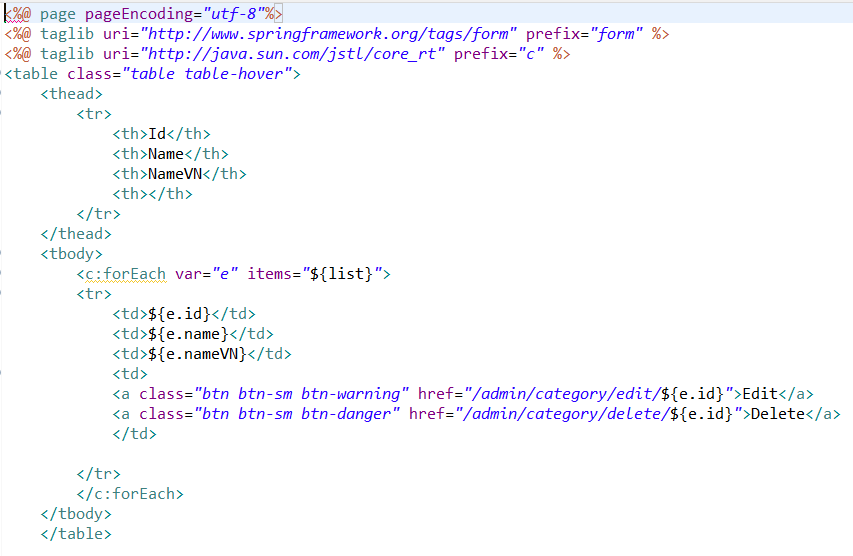 <%@ page pageEncoding="utf-8"%>
<%@ taglib uri="http://www.springframework.org/tags/form" prefix="form" %>
<%@ taglib uri="http://java.sun.com/jstl/core_rt" prefix="c" %>
<table class="table table-hover">
    <thead>
        <tr>
            <th>Id</th>
            <th>Name</th>
            <th>NameVN</th>
            <th></th>
        </tr>
    </thead>
    <tbody>
        <c:forEach var="e" items="${list}">
        <tr>
            <td>${e.id}</td>
            <td>${e.name}</td>
            <td>${e.nameVN}</td>
            <td>
            <a class="btn btn-sm btn-warning" href="/admin/category/edit/${e.id}">Edit</a>
            <a class="btn btn-sm btn-danger" href="/admin/category/delete/${e.id}">Delete</a>
            </td>
        </tr>
        </c:forEach>
    </tbody>
    </table>